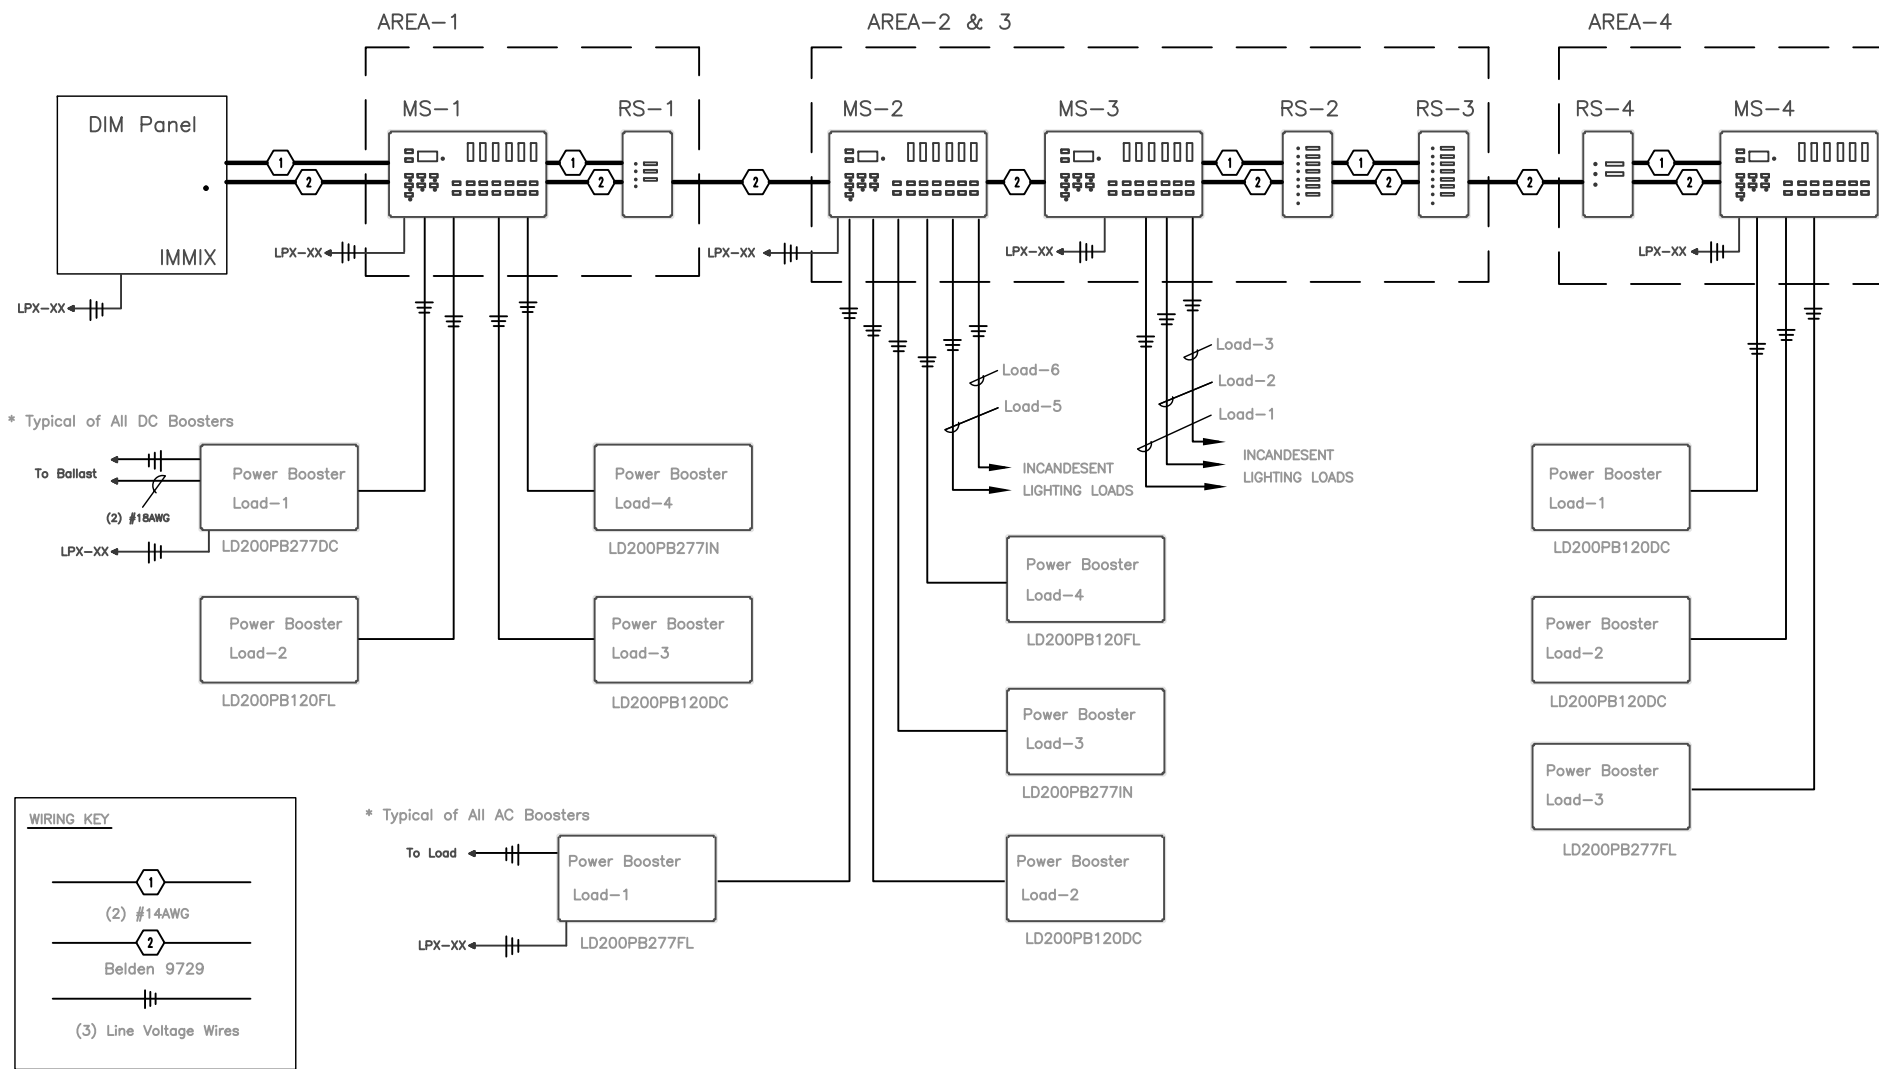 AREA-1
AREA-2 & 3
AREA-4
DIM Panel
IMMIX
MS-1
RS-1
MS-2
MS-3
RS-2
RS-3
RS-4
MS-4
1
2
1
2
2
2
1
2
1
2
2
1
2
LPX-XX
LPX-XX
LPX-XX
LPX-XX
LPX-XX
Load-6
Load-5
Load-3
Load-2
Load-1
INCANDESENT
LIGHTING LOADS
INCANDESENT
LIGHTING LOADS
* Typical of All DC Boosters
To Ballast
(2) #18AWG
LPX-XX
Power Booster
Load-1
LD200PB277DC
Power Booster
Load-4
LD200PB277IN
Power Booster
Load-2
LD200PB120FL
Power Booster
Load-3
LD200PB120DC
Power Booster
Load-4
LD200PB120FL
Power Booster
Load-3
LD200PB277IN
Power Booster
Load-2
LD200PB120DC
* Typical of All AC Boosters
To Load
Power Booster
Load-1
LPX-XX
LD200PB277FL
Power Booster
Load-1
LD200PB120DC
Power Booster
Load-2
LD200PB120DC
Power Booster
Load-3
LD200PB277FL
WIRING KEY
1
(2) #14AWG
2
Belden 9729
(3) Line Voltage Wires